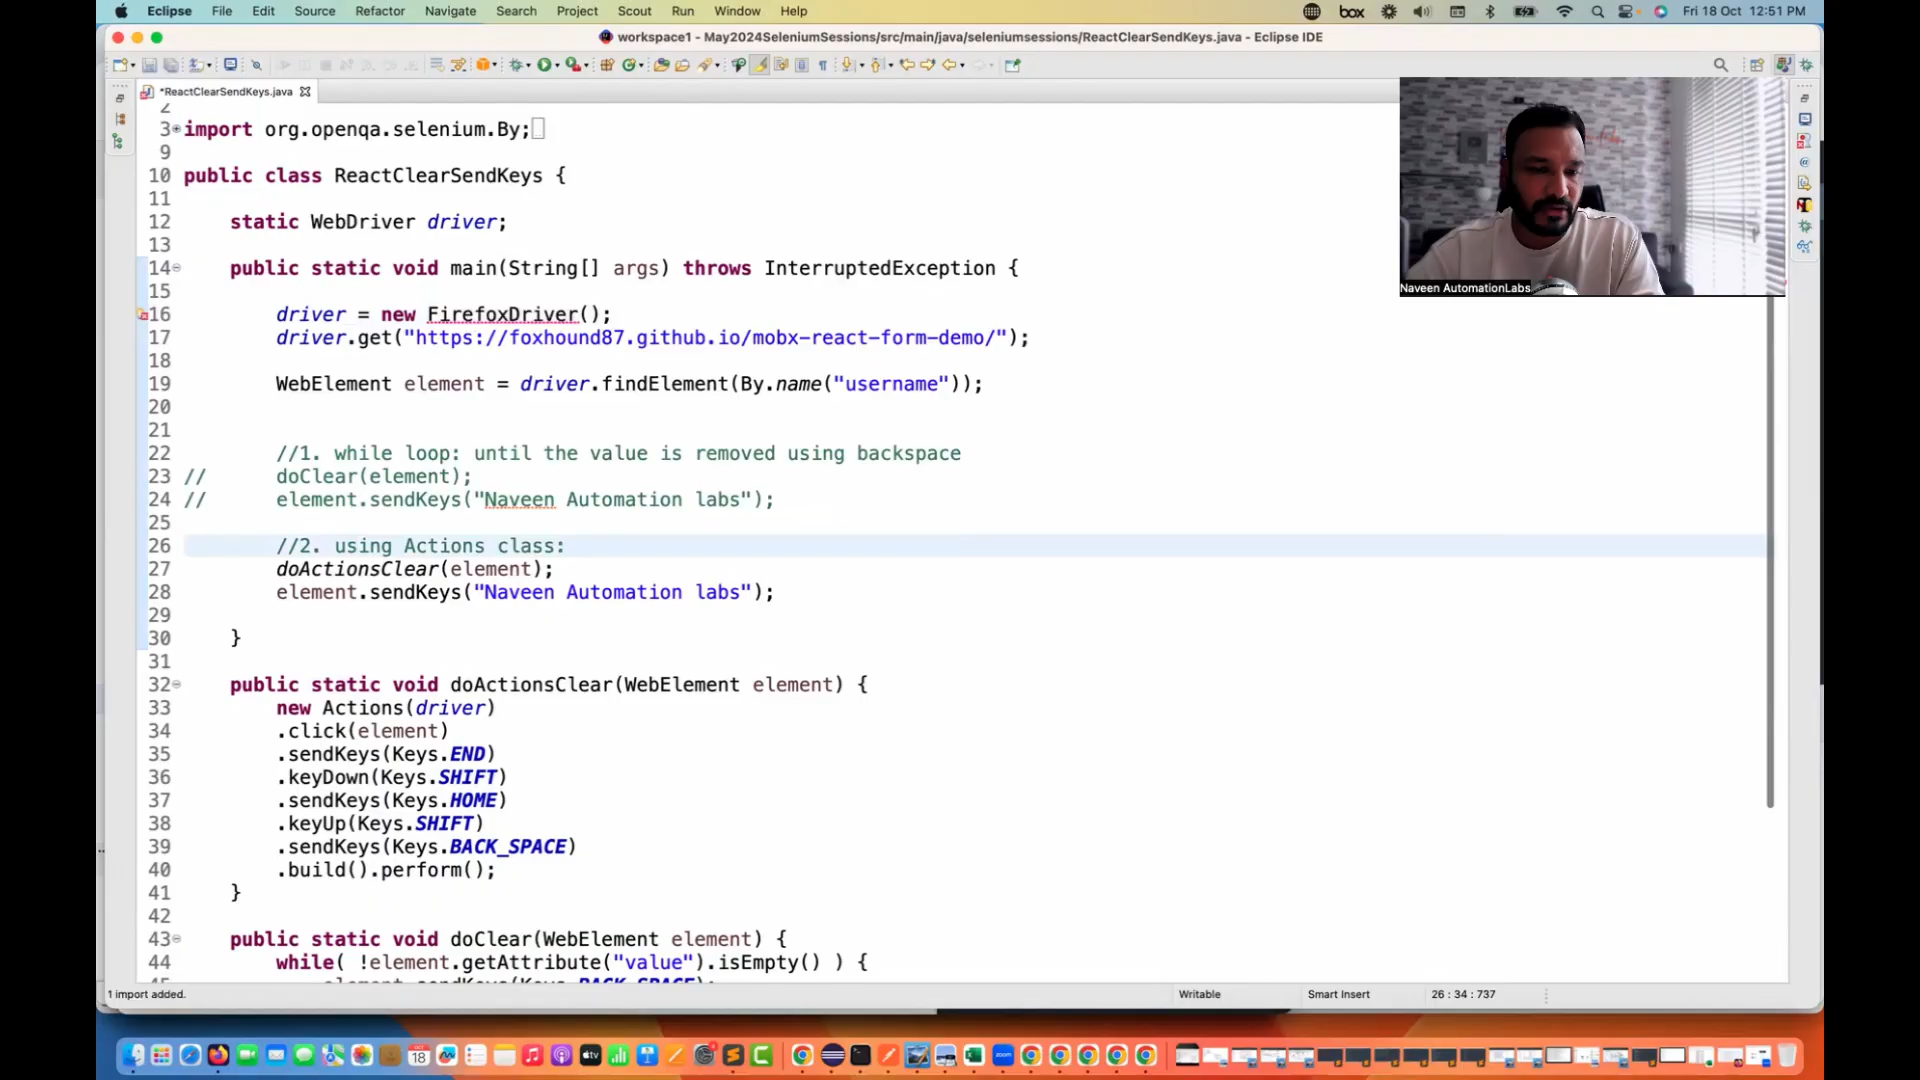 Eclipse File Edit Source Refactor Navigate Search Project Scout Run Window Help
box
Fri 18 Oct 12:51 PM
workspace1 - May2024SeleniumSessions/src/main/java/seleniumsessions/ReactClearSendKeys.java - Eclipse IDE
*ReactClearSendKeys.java
2
3 import org.openqa.selenium.By;
9
10 public class ReactClearSendKeys {
11
12 static WebDriver driver;
13
14 public static void main(String[] args) throws InterruptedException {
15
16 driver = new FirefoxDriver();
17 driver.get("https://foxhound87.github.io/mobx-react-form-demo/");
18
19 WebElement element = driver.findElement(By.name("username"));
20
21
22 //1. while loop: until the value is removed using backspace
23 // doClear(element);
24 // element.sendKeys("Naveen Automation labs");
25
26 //2. using Actions class:
27 doActionsClear(element);
28 element.sendKeys("Naveen Automation labs");
29
30 }
31
32 public static void doActionsClear(WebElement element) {
33 new Actions(driver)
34 .click(element)
35 .sendKeys(Keys.END)
36 .keyDown(Keys.SHIFT)
37 .sendKeys(Keys.HOME)
38 .keyUp(Keys.SHIFT)
39 .sendKeys(Keys.BACK_SPACE)
40 .build().perform();
41 }
42
43 public static void doClear(WebElement element) {
44 while( !element.getAttribute("value").isEmpty() ) {
element.sendKeys(Keys.BACK_SPACE);
Naveen AutomationLabs
1 import added.
Writable
Smart Insert
26 : 34 : 737
18